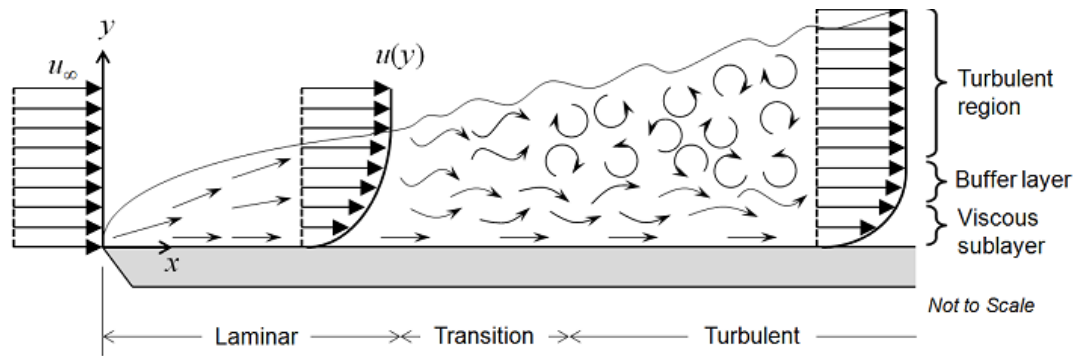 y
u∞
u(y)
x
Turbulent
region
Buffer layer
Viscous
sublayer
Not to Scale
Laminar
Transition
Turbulent